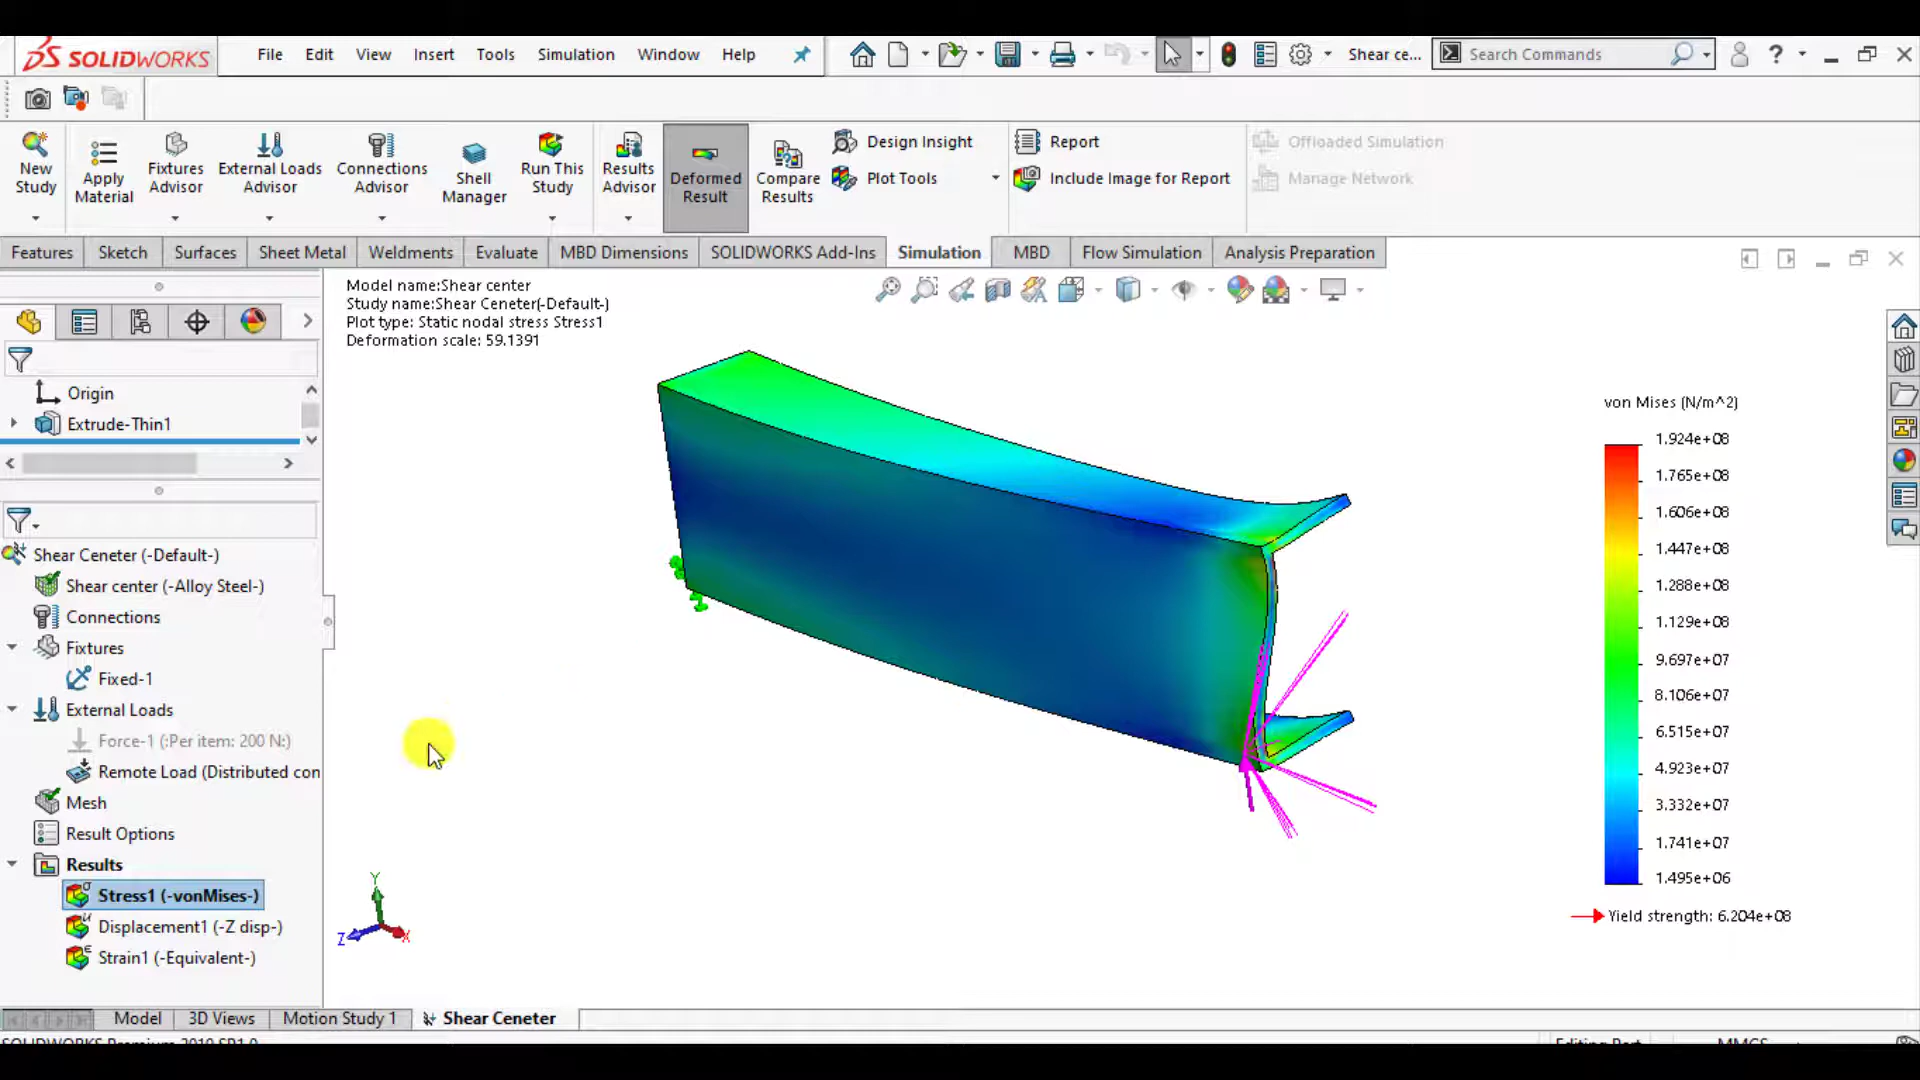 SOLIDWORKS
File Edit View Insert Tools Simulation Window Help
Shear ce...
Search Commands
New Study
Apply Material
Fixtures Advisor
External Loads Advisor
Connections Advisor
Shell Manager
Run This Study
Results Advisor
Deformed Result
Compare Results
Design Insight
Plot Tools
Report
Include Image for Report
Offloaded Simulation
Manage Network
Features Sketch Surfaces Sheet Metal Weldments Evaluate MBD Dimensions SOLIDWORKS Add-Ins Simulation MBD Flow Simulation Analysis Preparation
Model name:Shear center
Study name:Shear Ceneter(-Default-)
Plot type: Static nodal stress Stress1
Deformation scale: 59.1391
Origin
Extrude-Thin1
Shear Ceneter (-Default-)
Shear center (-Alloy Steel-)
Connections
Fixtures
Fixed-1
External Loads
Force-1 (:Per item: 200 N:)
Remote Load (Distributed con
Mesh
Result Options
Results
Stress1 (-vonMises-)
Displacement1 (-Z disp-)
Strain1 (-Equivalent-)
von Mises (N/m^2)
1.924e+08
1.765e+08
1.606e+08
1.447e+08
1.288e+08
1.129e+08
9.697e+07
8.106e+07
6.515e+07
4.923e+07
3.332e+07
1.741e+07
1.495e+06
Yield strength: 6.204e+08
Y
Z
X
Model 3D Views Motion Study 1 Shear Ceneter
SOLIDWORKS Premium 2019 SP1.0
Editing Part
MMGS